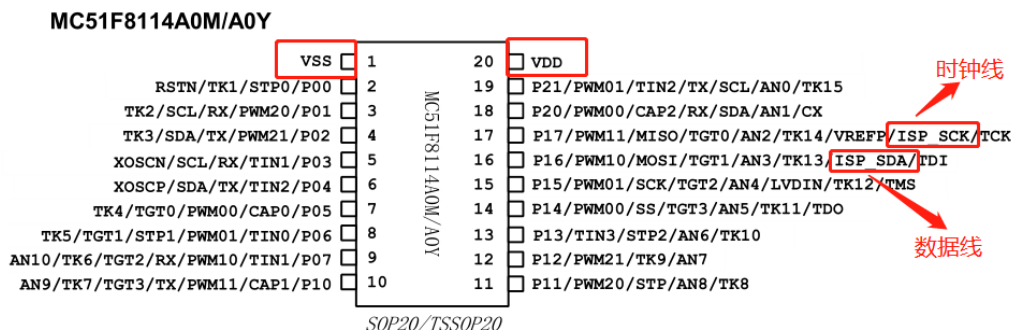 MC51F8114A0M/A0Y
VSS 1 20 VDD
RSTN/TK1/STP0/P00 2 19 P21/PWM01/TIN2/TX/SCL/AN0/TK15
TK2/SCL/RX/PWM20/P01 3 18 P20/PWM00/CAP2/RX/SDA/AN1/CX
TK3/SDA/TX/PWM21/P02 4 17 P17/PWM11/MISO/TGT0/AN2/TK14/VREFP/ISP_SCK/TCK
XOSCN/SCL/RX/TIN1/P03 5 16 P16/PWM10/MOSI/TGT1/AN3/TK13/ISP_SDA/TDI
XOSCP/SDA/TX/TIN2/P04 6 15 P15/PWM01/SCK/TGT2/AN4/LVDIN/TK12/TMS
TK4/TGT0/PWM00/CAP0/P05 7 14 P14/PWM00/SS/TGT3/AN5/TK11/TDO
TK5/TGT1/STP1/PWM01/TIN0/P06 8 13 P13/TIN3/STP2/AN6/TK10
AN10/TK6/TGT2/RX/PWM10/TIN1/P07 9 12 P12/PWM21/TK9/AN7
AN9/TK7/TGT3/TX/PWM11/CAP1/P10 10 11 P11/PWM20/STP/AN8/TK8
MC51F8114A0M/A0Y
SOP20/TSSOP20
时钟线
数据线